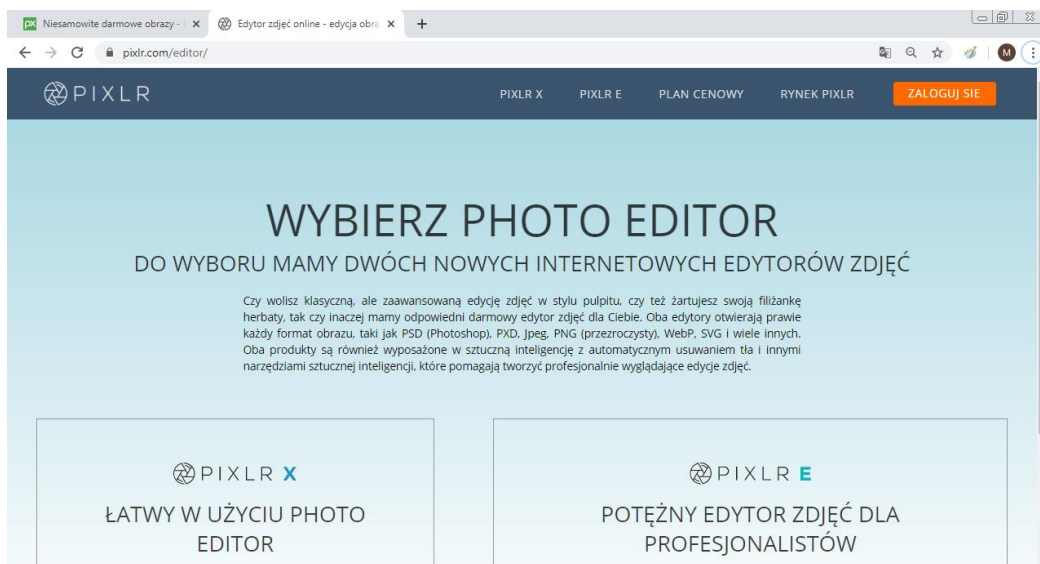 Niesamowite darmowe obrazy -
Edytor zdjęć online - edycja obra
pixlr.com/editor/
M
PIXLR
PIXLR X
PIXLR E
PLAN CENOWY
RYNEK PIXLR
ZALOGUJ SIE
WYBIERZ PHOTO EDITOR
DO WYBORU MAMY DWÓCH NOWYCH INTERNETOWYCH EDYTORÓW ZDJĘĆ
Czy wolisz klasyczną, ale zaawansowaną edycję zdjęć w stylu pulpitu, czy też żartujesz swoją filiżankę
herbaty, tak czy inaczej mamy odpowiedni darmowy edytor zdjęć dla Ciebie. Oba edytory otwierają prawie
każdy format obrazu, taki jak PSD (Photoshop), PXD, Jpeg, PNG (przezroczysty), WebP, SVG i wiele innych.
Oba produkty są również wyposażone w sztuczną inteligencję z automatycznym usuwaniem tła i innymi
narzędziami sztucznej inteligencji, które pomagają tworzyć profesjonalnie wyglądające edycje zdjęć.
PIXLR X
ŁATWY W UŻYCIU PHOTO
EDITOR
PIXLR E
POTĘŻNY EDYTOR ZDJĘĆ DLA
PROFESJONALISTÓW